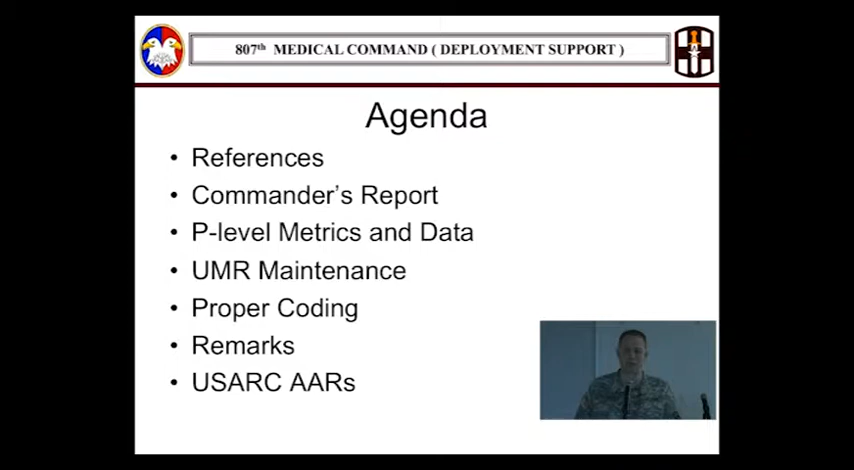 807th MEDICAL COMMAND ( DEPLOYMENT SUPPORT )
Agenda
• References
• Commander's Report
• P-level Metrics and Data
• UMR Maintenance
• Proper Coding
• Remarks
• USARC AARs